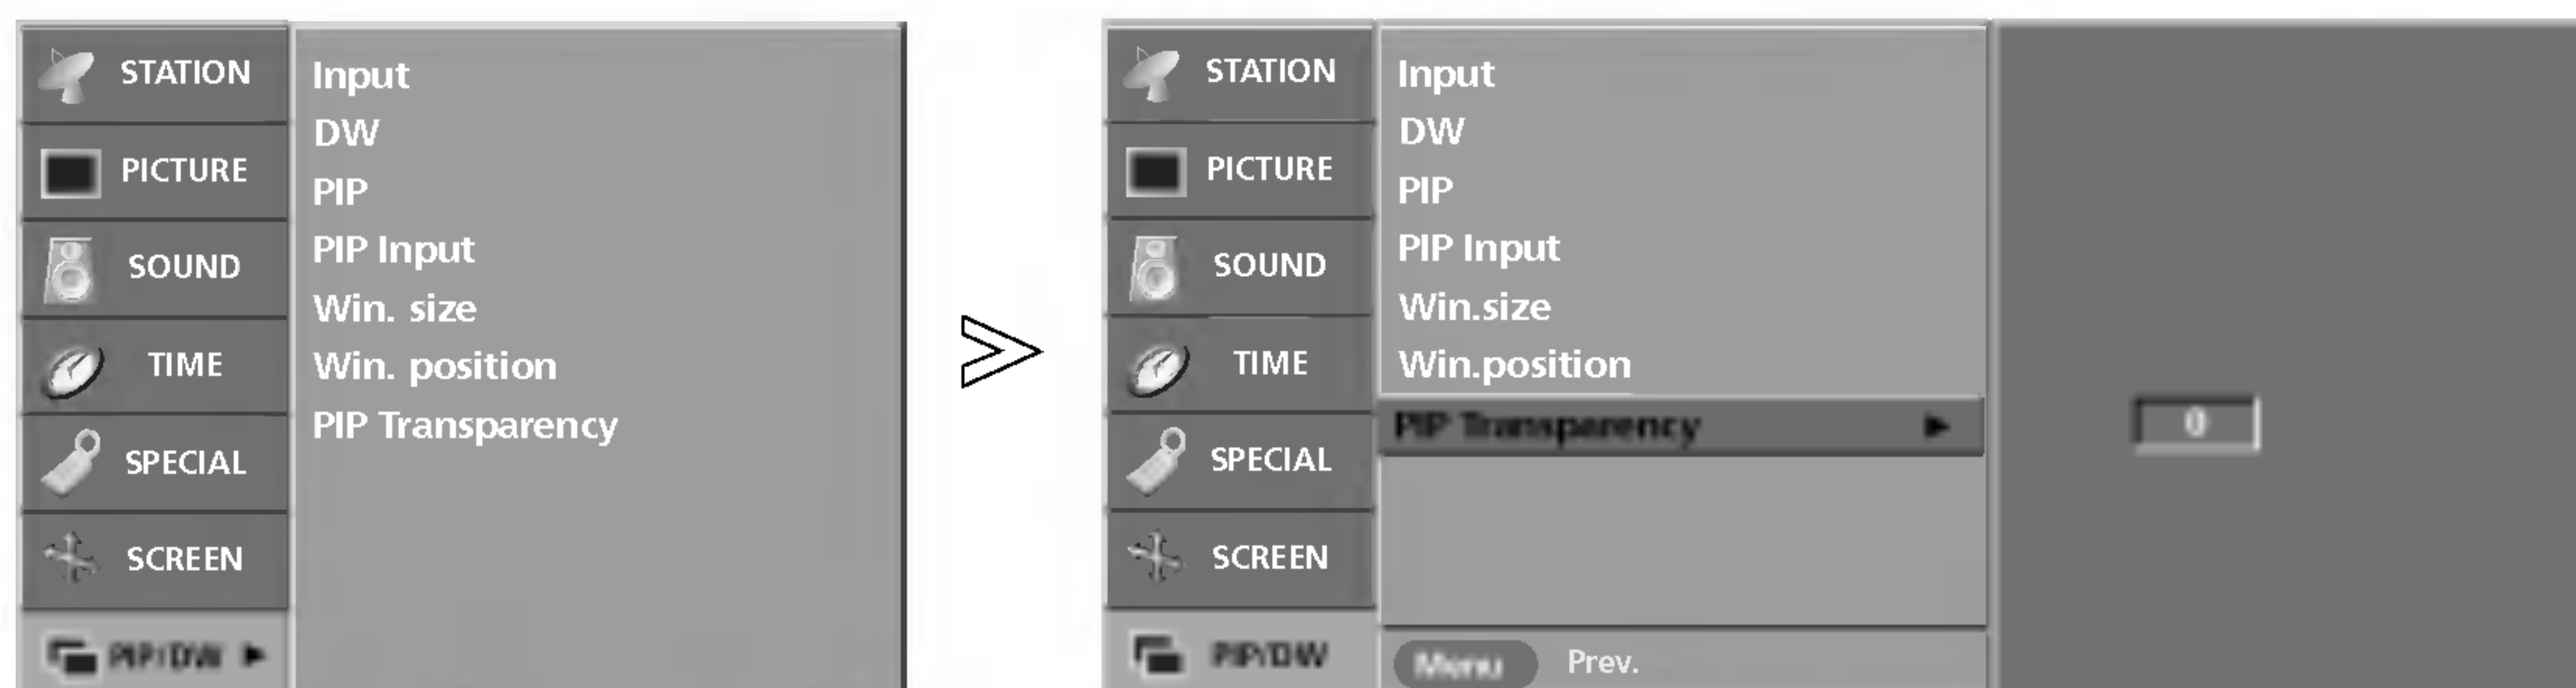 STATION
PICTURE
SOUND
TIME
SPECIAL
SCREEN
PIP/DW ►
Input
DW
PIP
PIP Input
Win. size
Win. position
PIP Transparency
STATION
PICTURE
SOUND
TIME
SPECIAL
SCREEN
PIP/DW
Input
DW
PIP
PIP Input
Win.size
Win.position
PIP Transparency ►
Menu Prev.
0